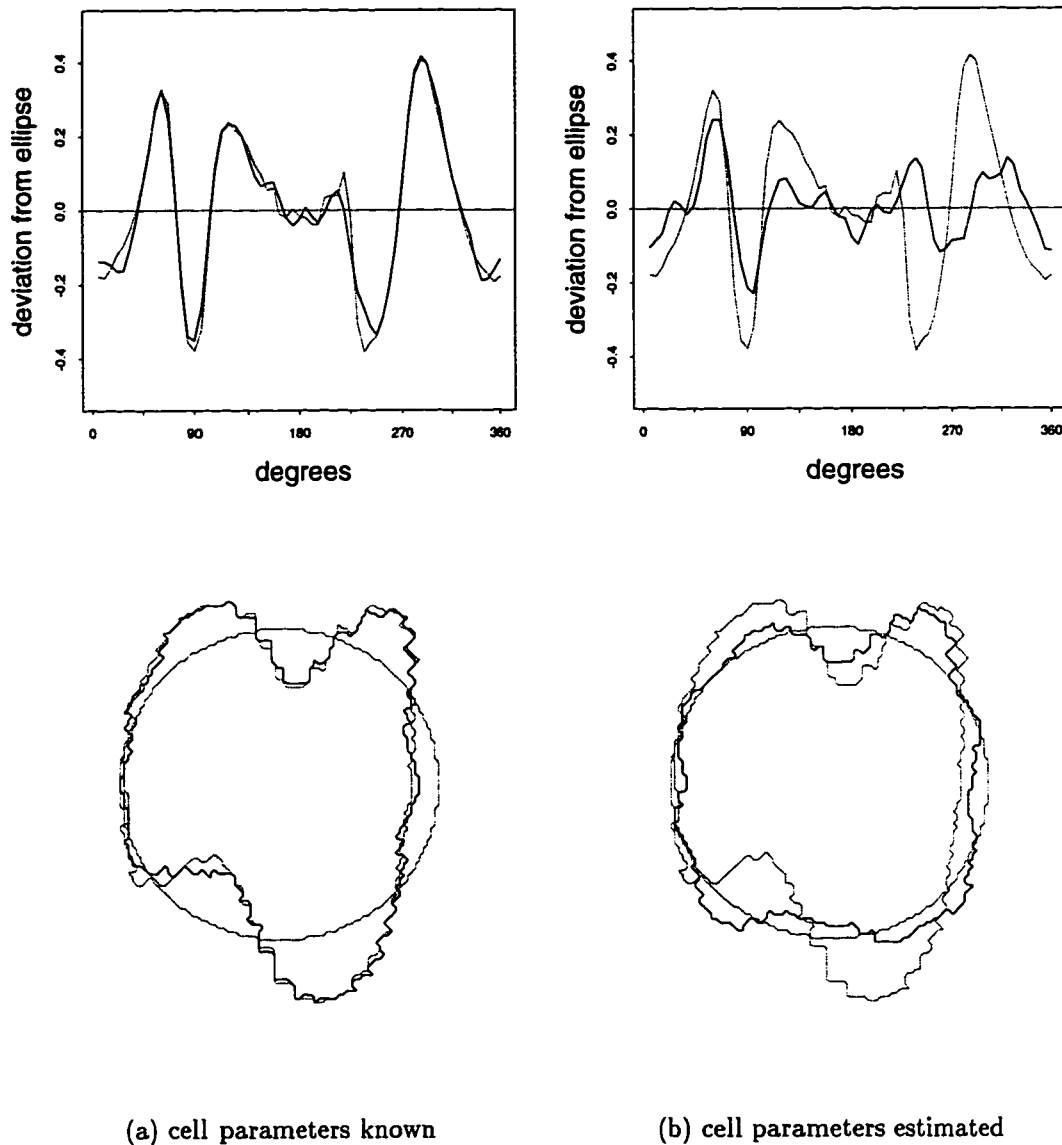 deviation from ellipse
0.4
0.2
0.0
-0.2
-0.4
0 90 180 270 360
degrees
deviation from ellipse
0.4
0.2
0.0
-0.2
-0.4
0 90 180 270 360
degrees
(a) cell parameters known
(b) cell parameters estimated